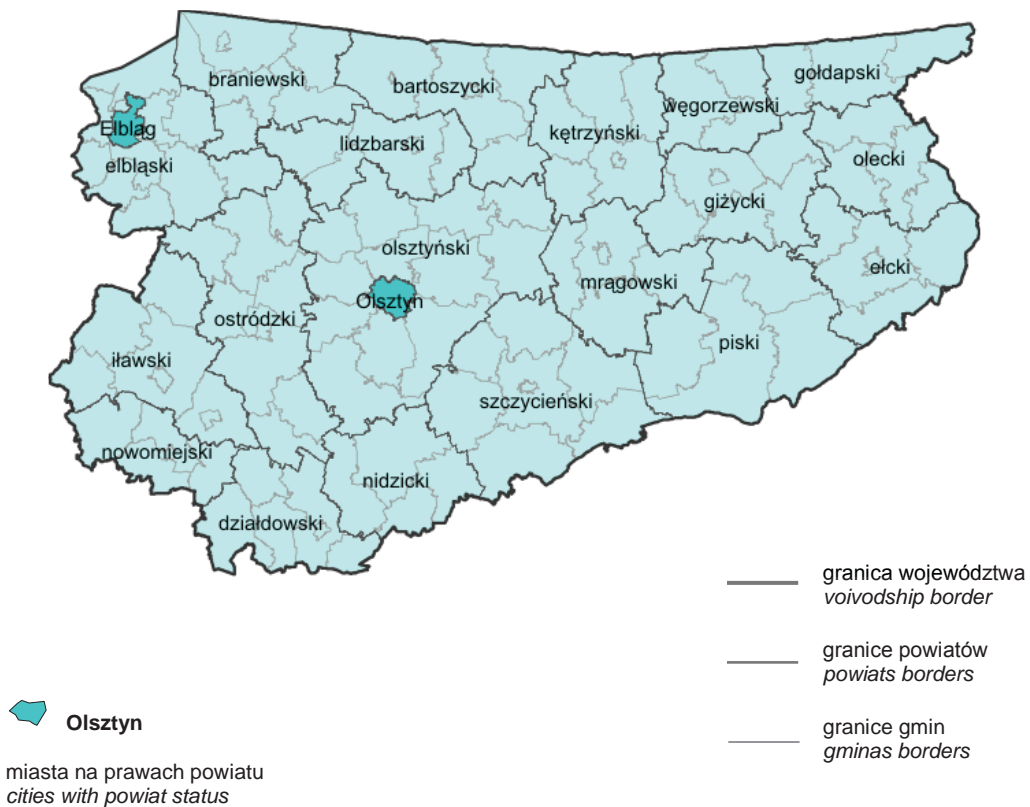 gołdapski
braniewski
bartoszycki
węgorzewski
Elbląg
kętrzyński
lidzbarski
olecki
elbląski
giżycki
olsztyński
ełcki
mrągowski
Olsztyn
ostródzki
piski
iławski
szczycieński
nowomiejski
nidzicki
działdowski
granica województwa
voivodship border
granice powiatów
powiats borders
Olsztyn
granice gmin
gminas borders
miasta na prawach powiatu
cities with powiat status